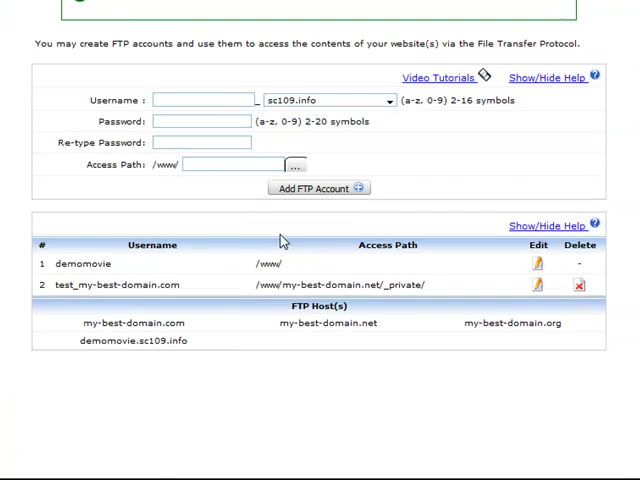 You may create FTP accounts and use them to access the contents of your website(s) via the File Transfer Protocol.
Video Tutorials Show/Hide Help
Username : _ sc109.info (a-z, 0-9) 2-16 symbols
Password: (a-z, 0-9) 2-20 symbols
Re-type Password:
Access Path: /www/ ...
Add FTP Account
Show/Hide Help
# Username Access Path Edit Delete
1 demomovie /www/ -
2 test_my-best-domain.com /www/my-best-domain.net/_private/
FTP Host(s)
my-best-domain.com my-best-domain.net my-best-domain.org
demomovie.sc109.info